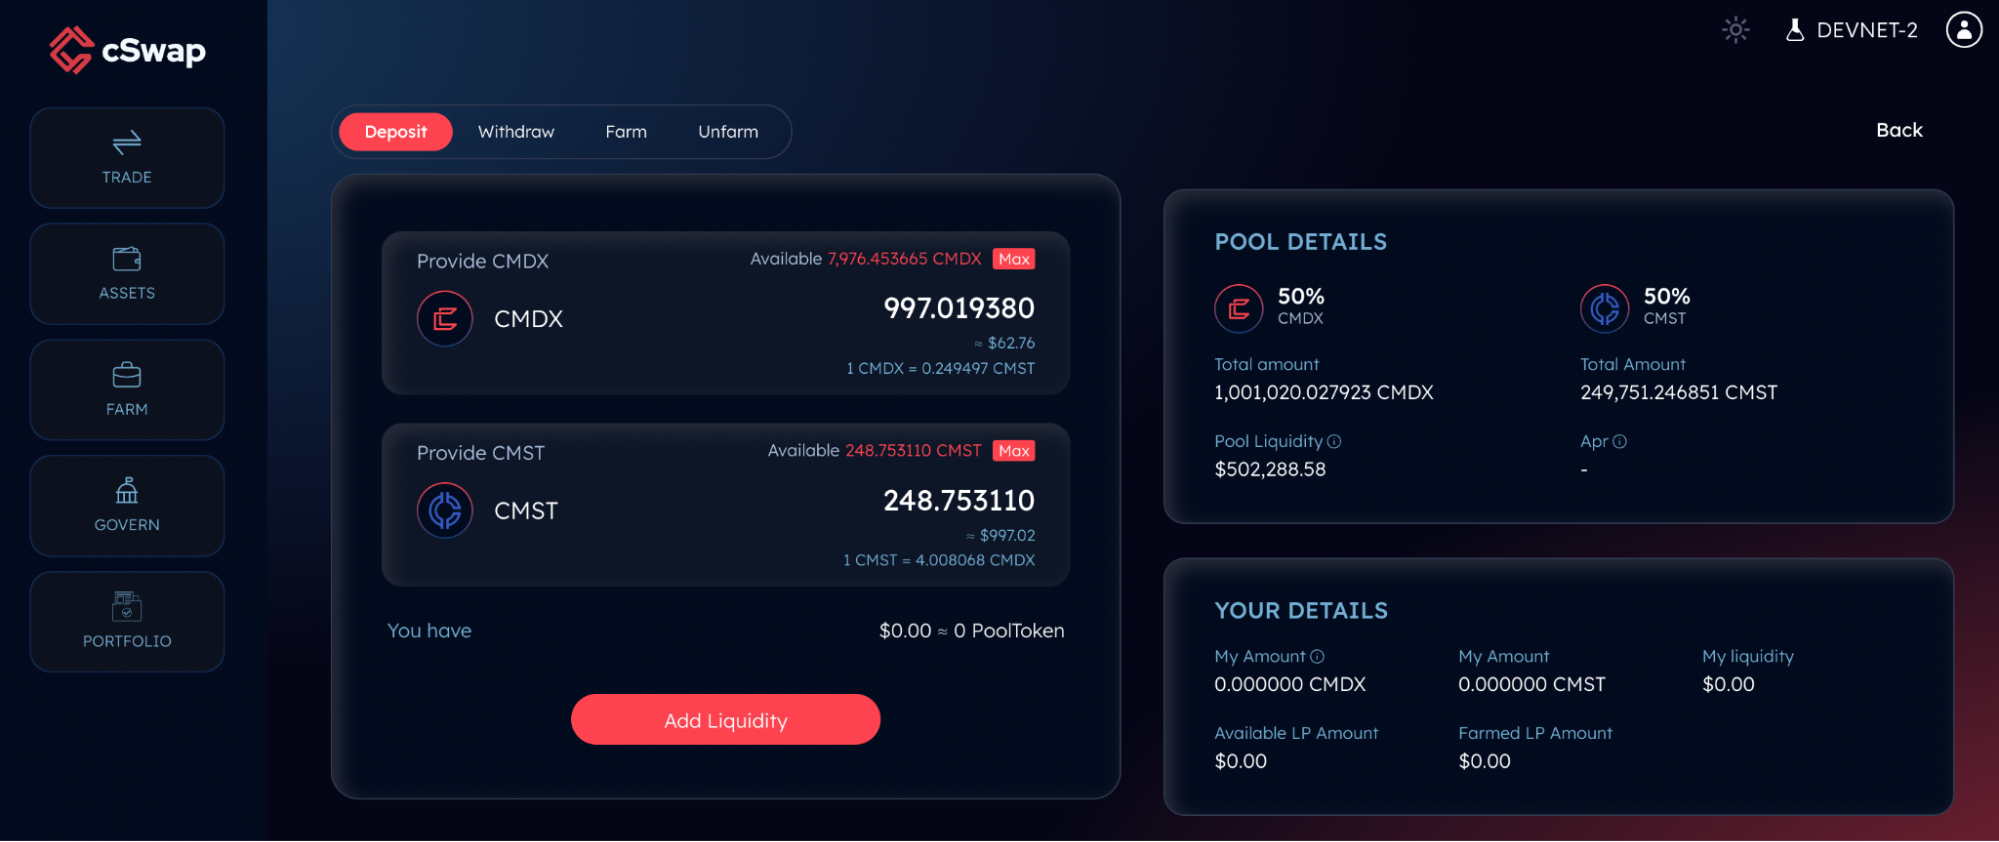 cSwap
DEVNET-2
TRADE
ASSETS
FARM
GOVERN
PORTFOLIO
Deposit Withdraw Farm Unfarm
Back
Provide CMDX
Available 7,976.453665 CMDX Max
CMDX
997.019380
≈ $62.76
1 CMDX = 0.249497 CMST
Provide CMST
Available 248.753110 CMST Max
CMST
248.753110
≈ $997.02
1 CMST = 4.008068 CMDX
You have
$0.00 ≈ 0 PoolToken
Add Liquidity
POOL DETAILS
50%
CMDX
50%
CMST
Total amount
1,001,020.027923 CMDX
Total Amount
249,751.246851 CMST
Pool Liquidity
$502,288.58
Apr
-
YOUR DETAILS
My Amount
0.000000 CMDX
My Amount
0.000000 CMST
My liquidity
$0.00
Available LP Amount
$0.00
Farmed LP Amount
$0.00